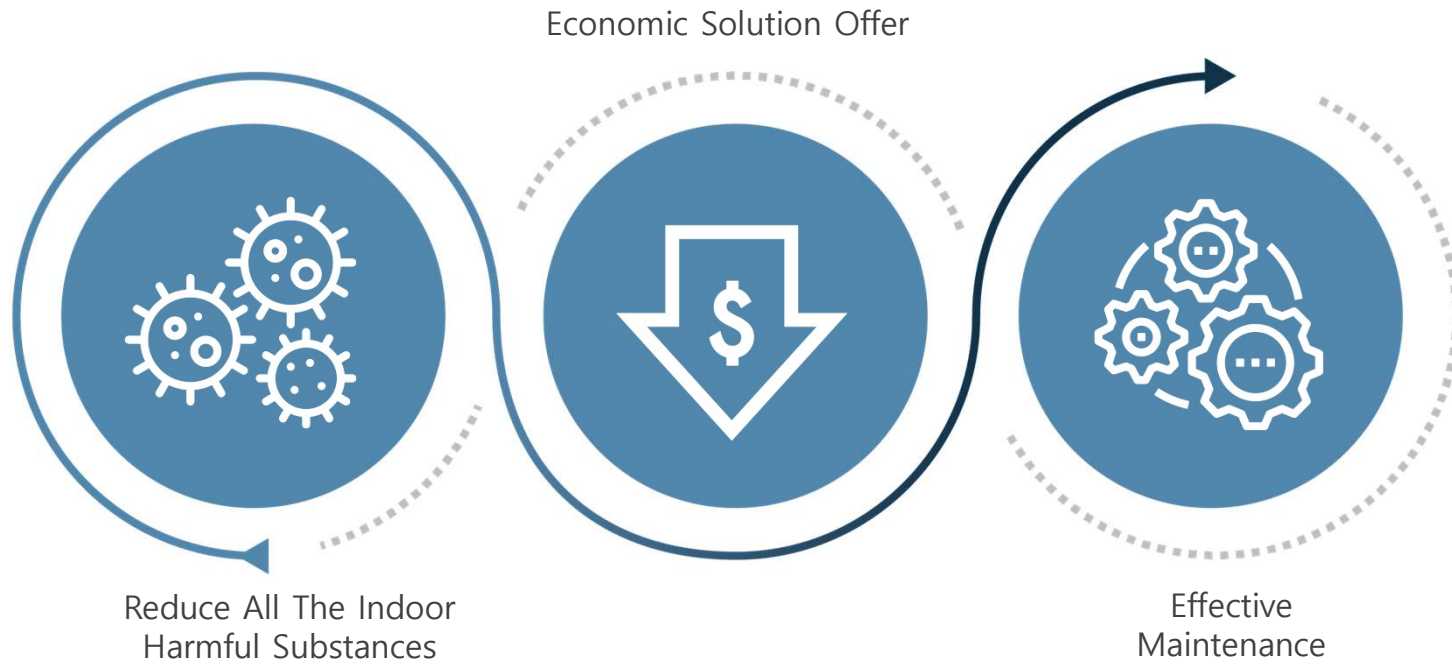 Economic Solution Offer
$
Reduce All The Indoor
Harmful Substances
Effective
Maintenance